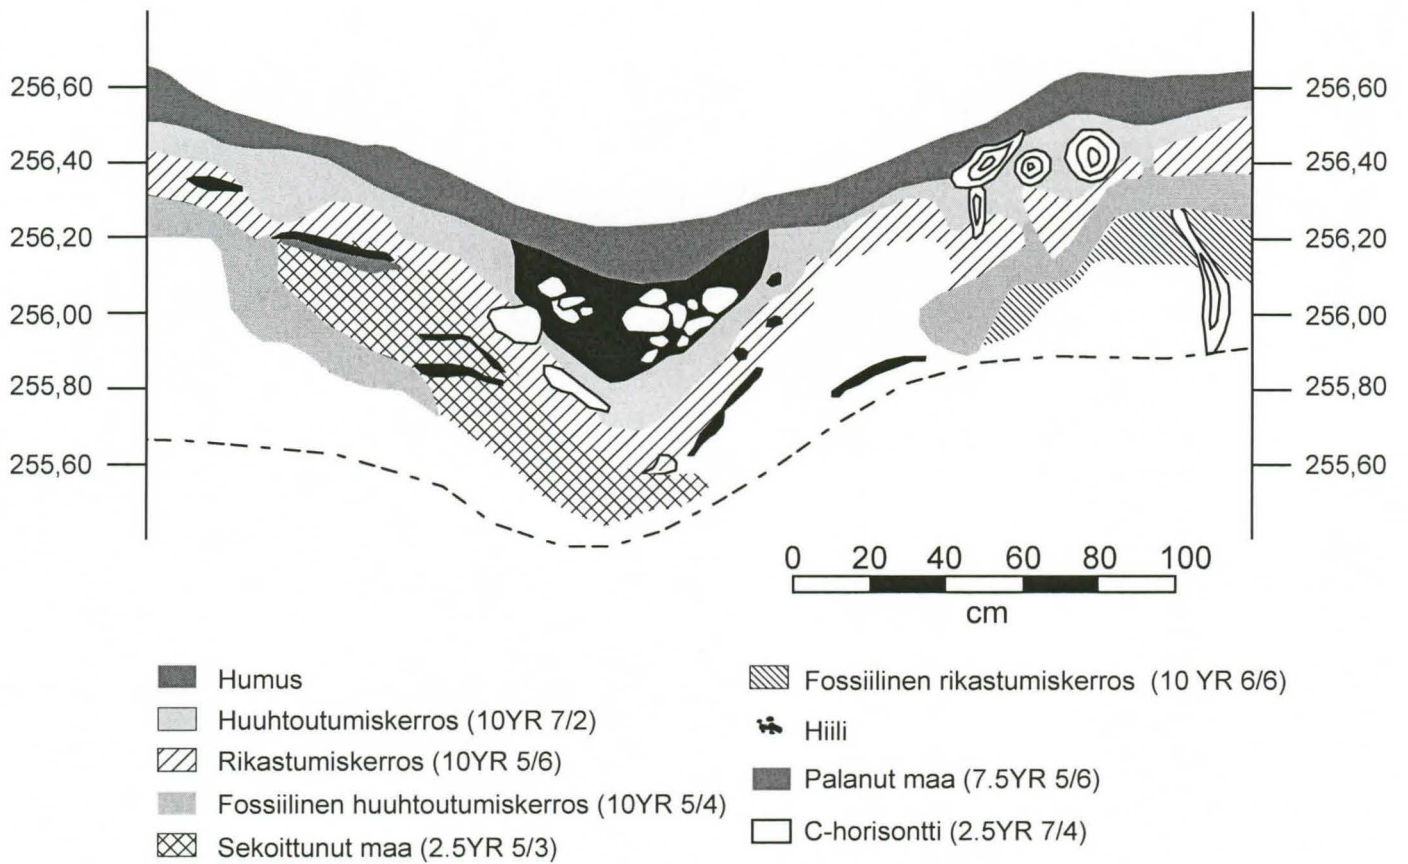 256,60
256,40
256,20
256,00
255,80
255,60
256,60
256,40
256,20
256,00
255,80
255,60
0 20 40 60 80 100
cm
Humus
Huuhtoutumiskerros (10YR 7/2)
Rikastumiskerros (10YR 5/6)
Fossiilinen huuhtoutumiskerros (10YR 5/4)
Sekoittunut maa (2.5YR 5/3)
Fossiilinen rikastumiskerros (10 YR 6/6)
Hiili
Palanut maa (7.5YR 5/6)
C-horisontti (2.5YR 7/4)